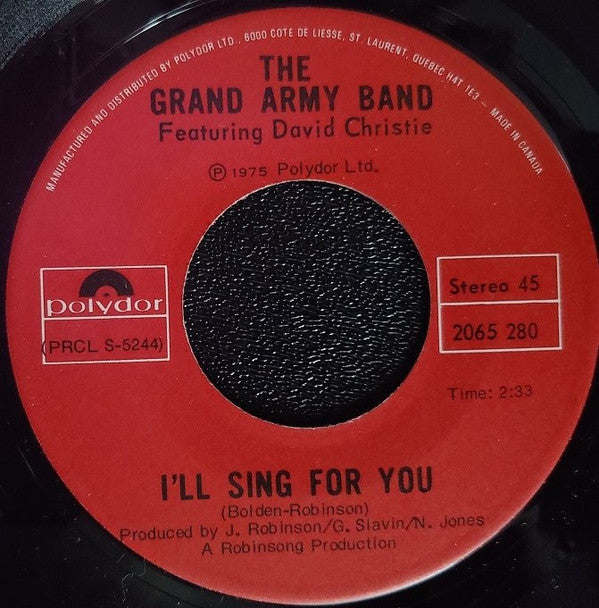 MANUFACTURED AND DISTRIBUTED BY POLYDOR LTD., 6000 COTE DE LIESSE, ST. LAURENT, QUEBEC H4T 1E3 – MADE IN CANADA
THE
GRAND ARMY BAND
Featuring David Christie
℗ 1975 Polydor Ltd.
polydor
(PRCL S-5244)
Stereo 45
2065 280
Time: 2:33
I'LL SING FOR YOU
(Bolden-Robinson)
Produced by J. Robinson/G. Slavin/N. Jones
A Robinsong Production